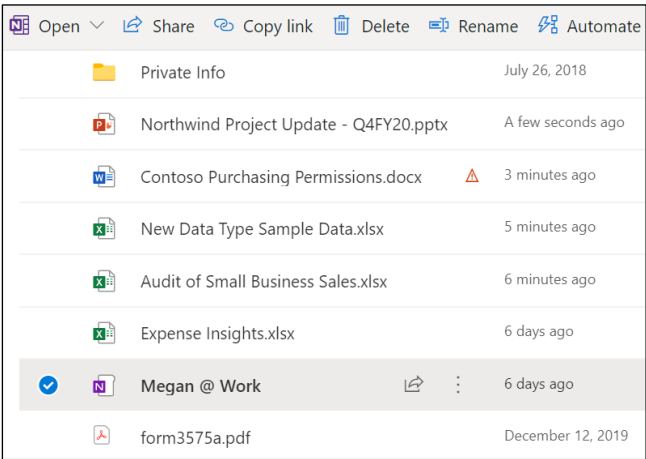 Open Share Copy link Delete Rename Automate
Private Info July 26, 2018
Northwind Project Update - Q4FY20.pptx A few seconds ago
Contoso Purchasing Permissions.docx 3 minutes ago
New Data Type Sample Data.xlsx 5 minutes ago
Audit of Small Business Sales.xlsx 6 minutes ago
Expense Insights.xlsx 6 days ago
Megan @ Work 6 days ago
form3575a.pdf December 12, 2019